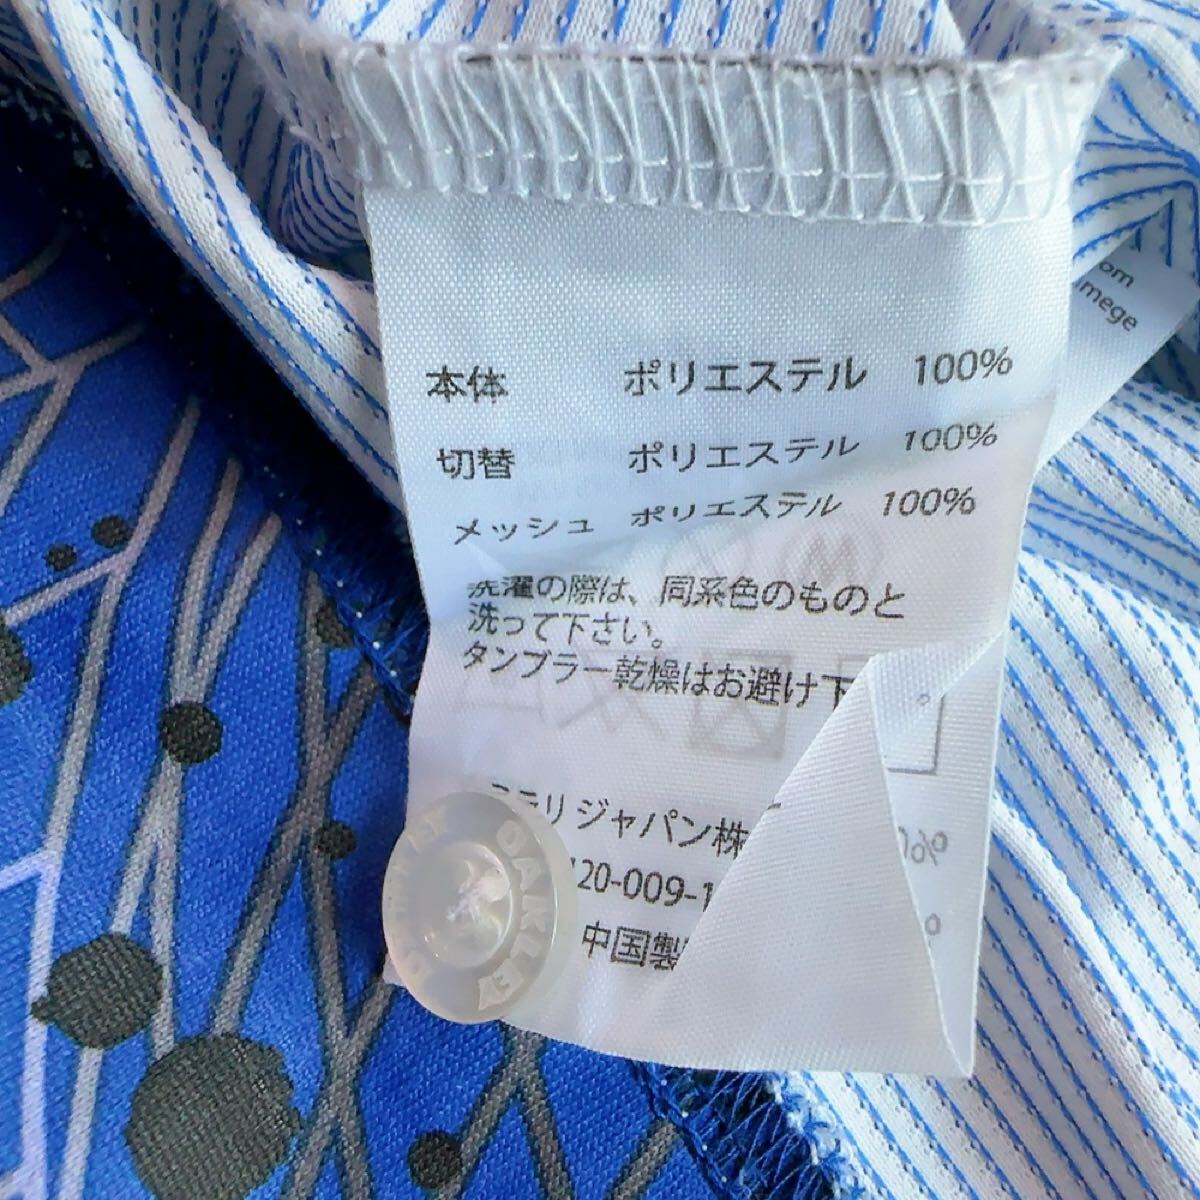 本体 ポリエステル 100%
切替 ポリエステル 100%
メッシュ ポリエステル 100%
洗濯の際は、同系色のものと
洗って下さい。
タンブラー乾燥はお避け下
ジャパン株
20-009-1
中国製
OAKLEY
OAKLEY
om
mege